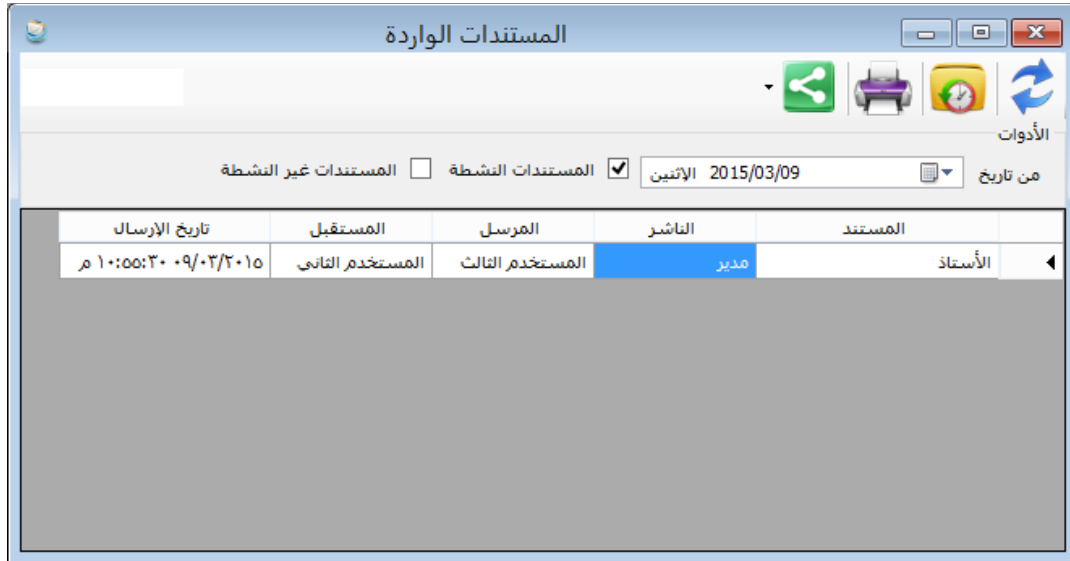 المستندات الواردة
الأدوات
من تاريخ 2015/03/09 الإثنين المستندات النشطة المستندات غير النشطة
المستند الناشر المرسل المستقبل تاريخ الإرسال
الأستاذ مدير المستخدم الثالث المستخدم الثاني ٠٩/٠٣/٢٠١٥ ١٠:٥٥:٣٠ م